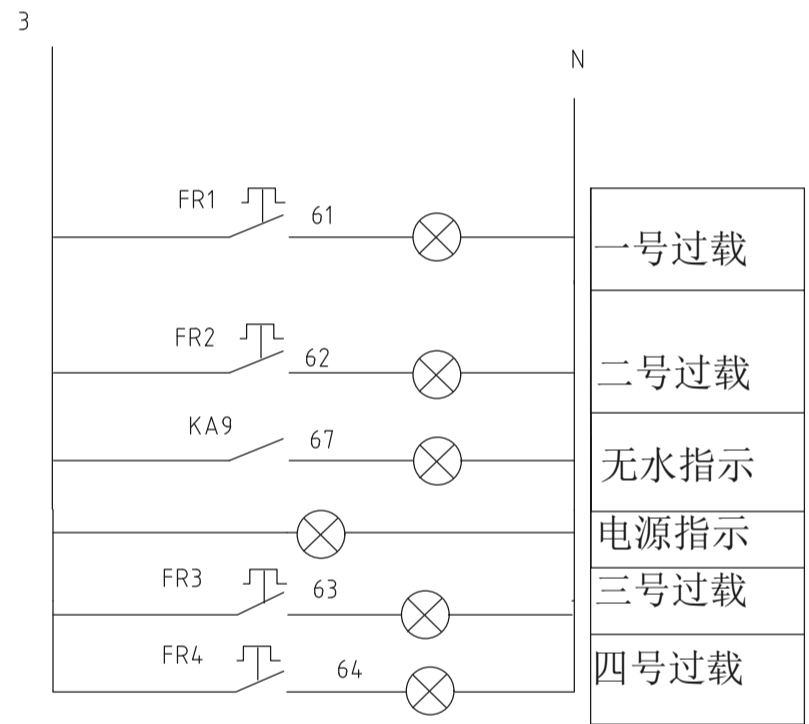 3
N
FR1
61
一号过载
FR2
62
二号过载
KA9
67
无水指示
电源指示
FR3
63
三号过载
FR4
64
四号过载